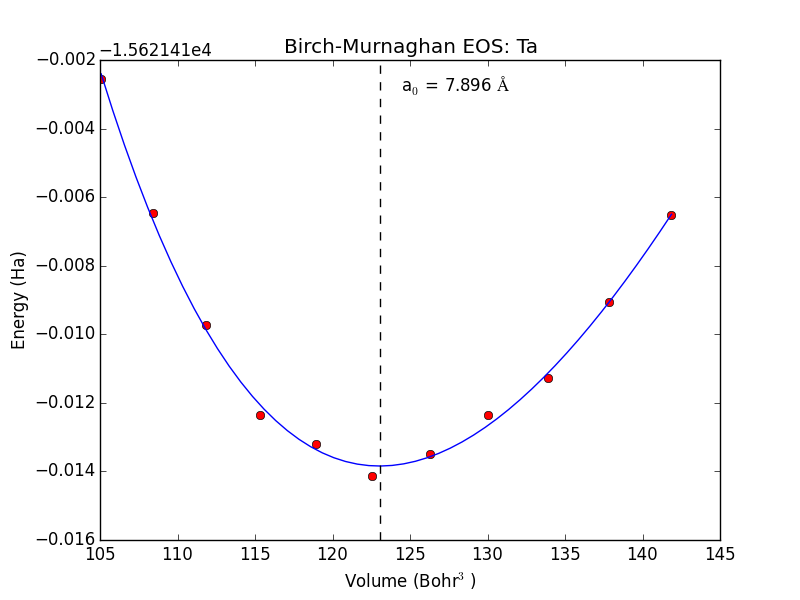 Birch-Murnaghan EOS: Ta
−1.562141e4
a₀ = 7.896 Å
−0.002
−0.004
−0.006
−0.008
−0.010
−0.012
−0.014
−0.016
Energy (Ha)
105 110 115 120 125 130 135 140 145
Volume (Bohr³ )